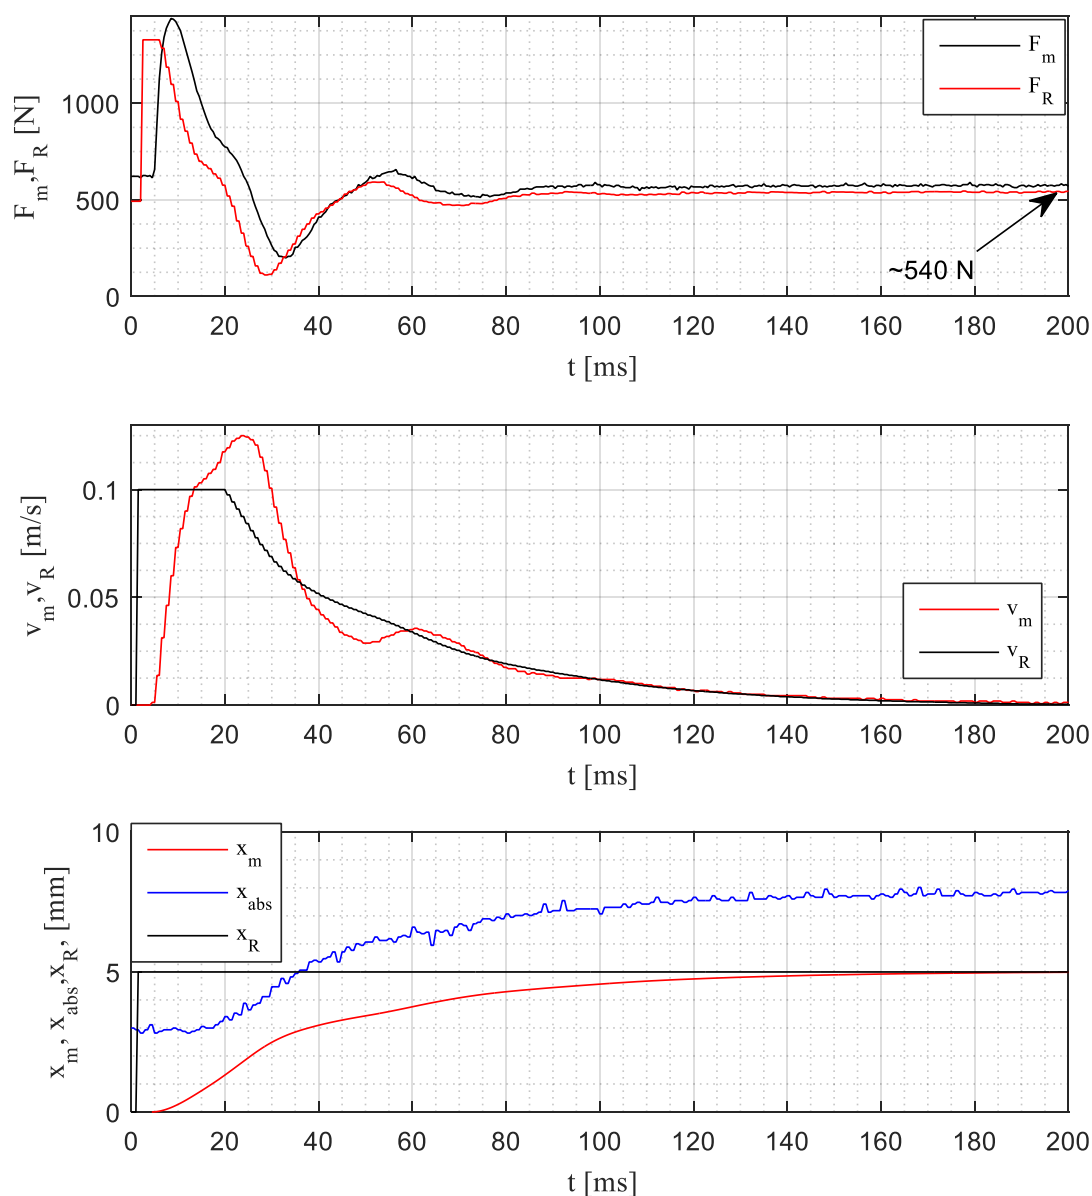 F_m,F_R [N]
1000
500
0
F_m
F_R
~540 N
0 20 40 60 80 100 120 140 160 180 200
t [ms]
v_m,v_R [m/s]
0.1
0.05
0
v_m
v_R
0 20 40 60 80 100 120 140 160 180 200
t [ms]
x_m, x_abs,x_R, [mm]
10
5
0
x_m
x_abs
x_R
0 20 40 60 80 100 120 140 160 180 200
t [ms]